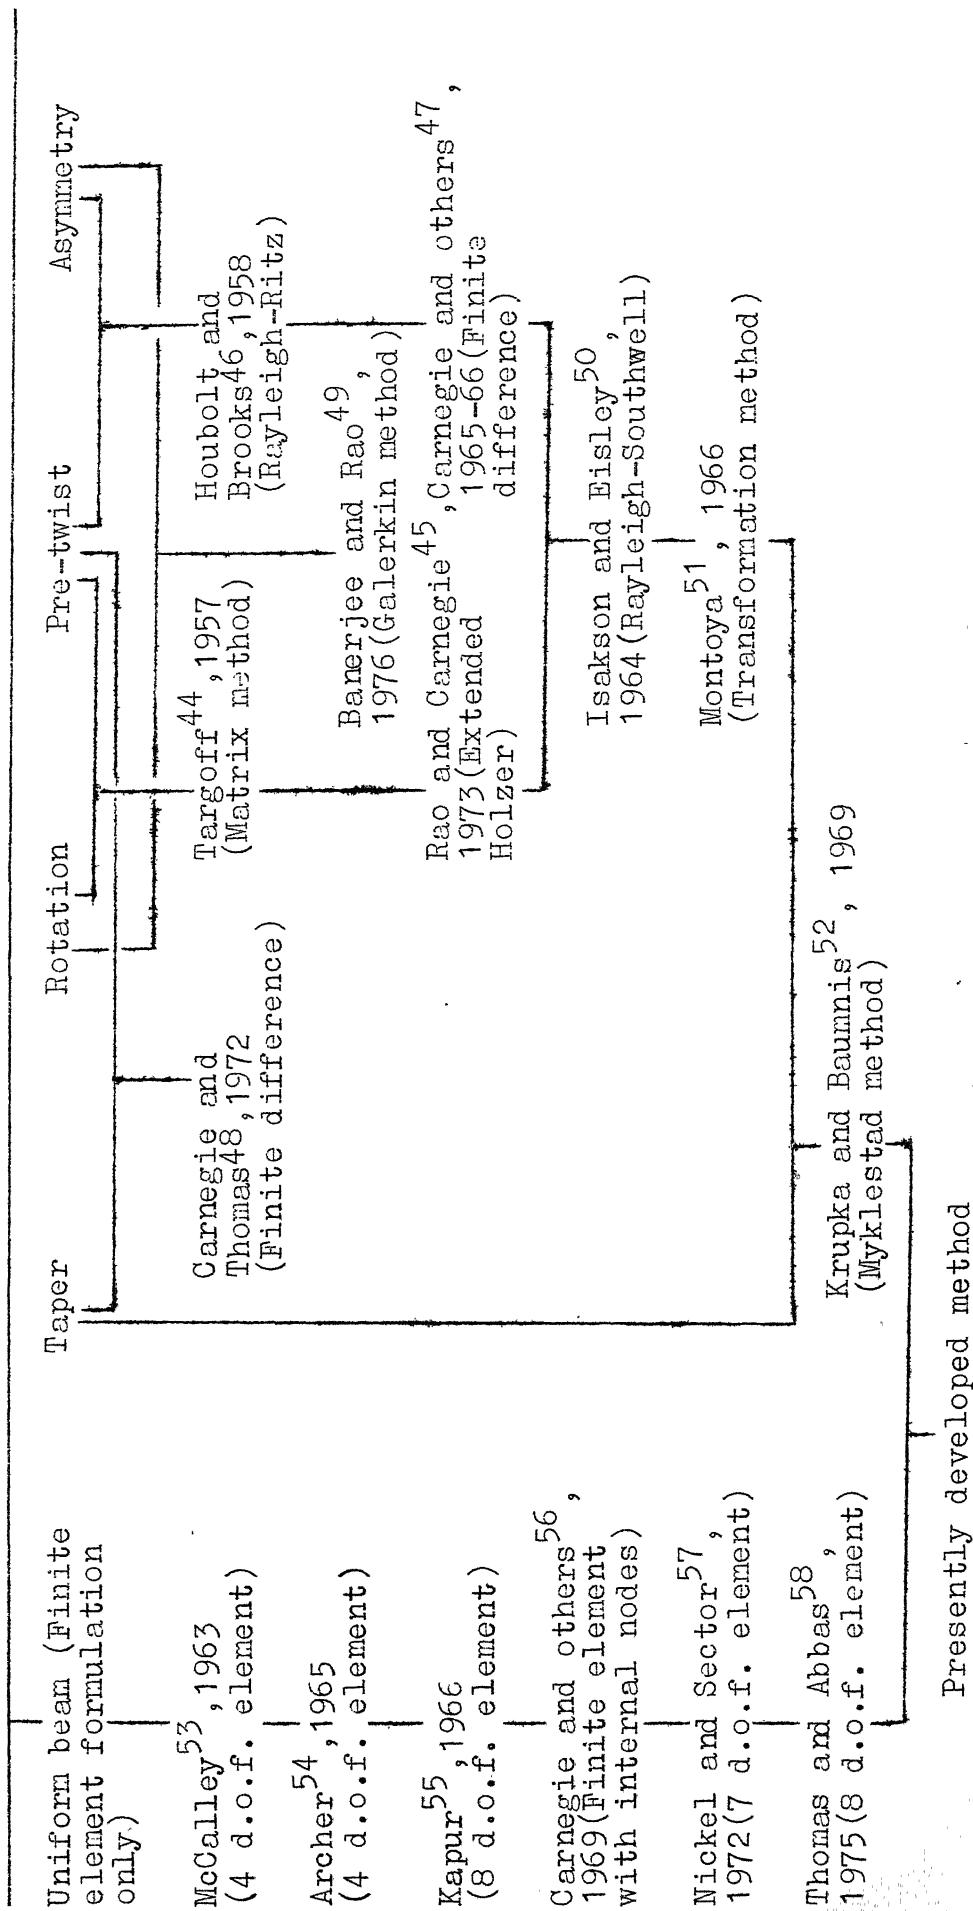 Uniform beam (Finite
element formulation
only)
Taper
Rotation
Pre-twist
Asymmetry
McCalley53,1963
(4 d.o.f. element)
Archer54,1965
(4 d.o.f. element)
Kapur55,1966
(8 d.o.f. element)
Carnegie and others56,
1969(Finite element
with internal nodes)
Nickel and Sector57,
1972(7 d.o.f. element)
Thomas and Abbas58,
1975(8 d.o.f. element)
Carnegie and
Thomas48,1972
(Finite difference)
Targoff44,1957
(Matrix method)
Houbolt and
Brooks46,1958
(Rayleigh-Ritz)
Banerjee and Rao49,
1976(Galerkin method)
Rao and Carnegie45,
1973(Extended
Holzer)
Carnegie and others47,
1965-66(Finite
difference)
Isakson and Eisley50,
1964(Rayleigh-Southwell)
Montoya51, 1966
(Transformation method)
Krupka and Baumnis52, 1969
(Myklestad method)
Presently developed method